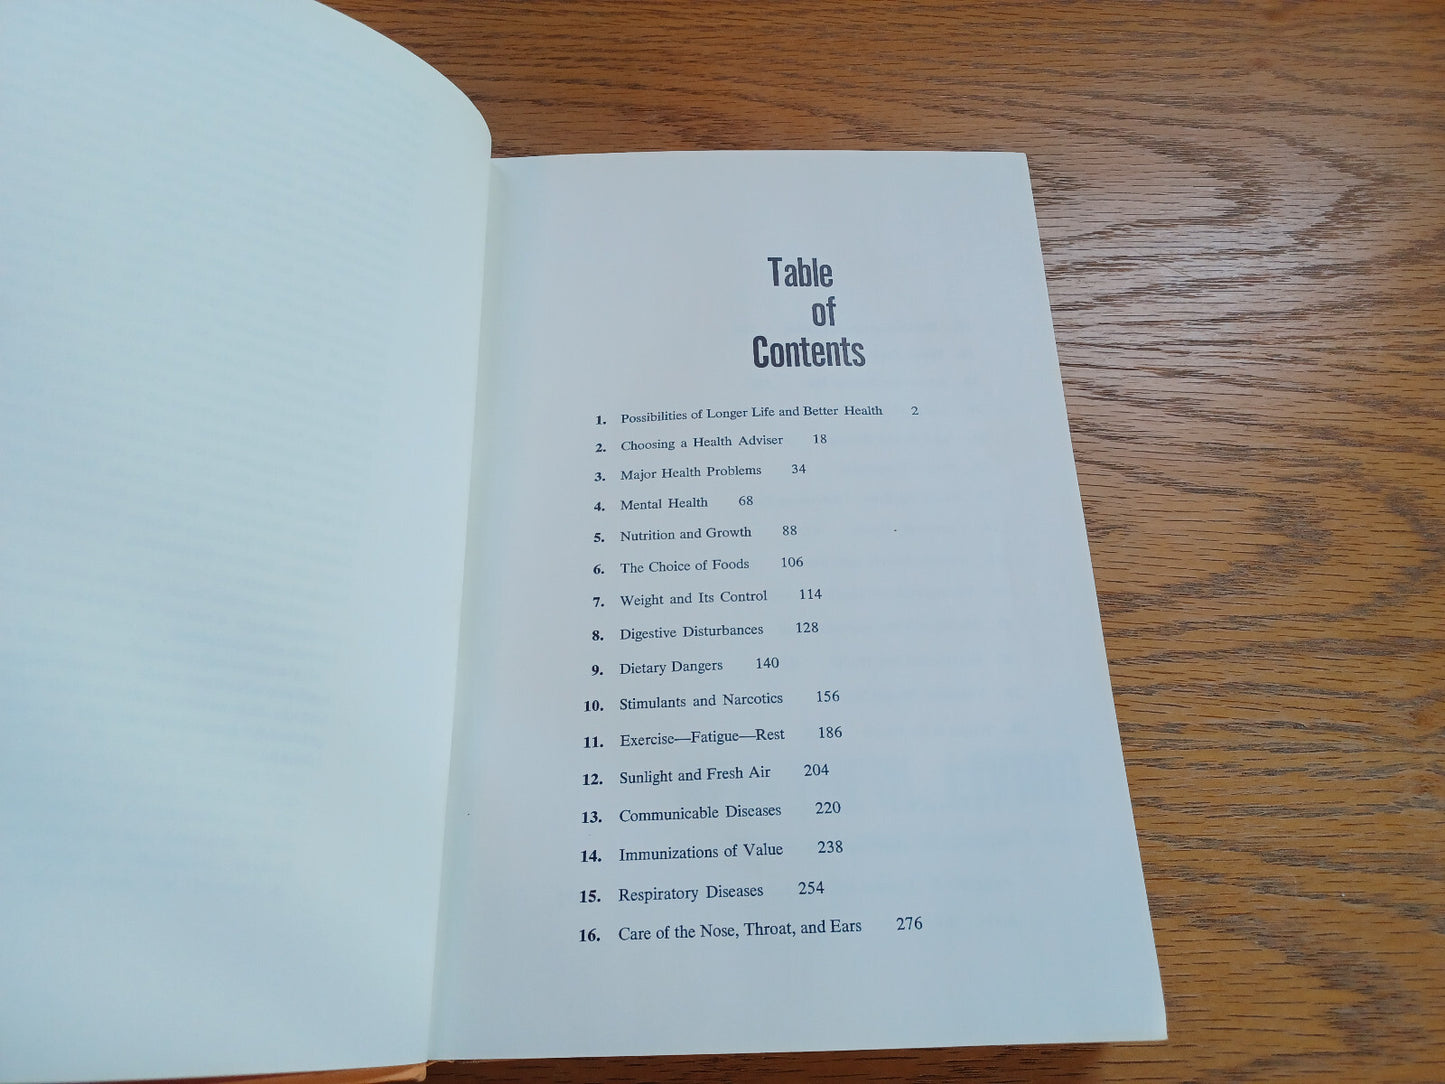 Table
of
Contents
1. Possibilities of Longer Life and Better Health 2
2. Choosing a Health Adviser 18
3. Major Health Problems 34
4. Mental Health 68
5. Nutrition and Growth 88
6. The Choice of Foods 106
7. Weight and Its Control 114
8. Digestive Disturbances 128
9. Dietary Dangers 140
10. Stimulants and Narcotics 156
11. Exercise—Fatigue—Rest 186
12. Sunlight and Fresh Air 204
13. Communicable Diseases 220
14. Immunizations of Value 238
15. Respiratory Diseases 254
16. Care of the Nose, Throat, and Ears 276